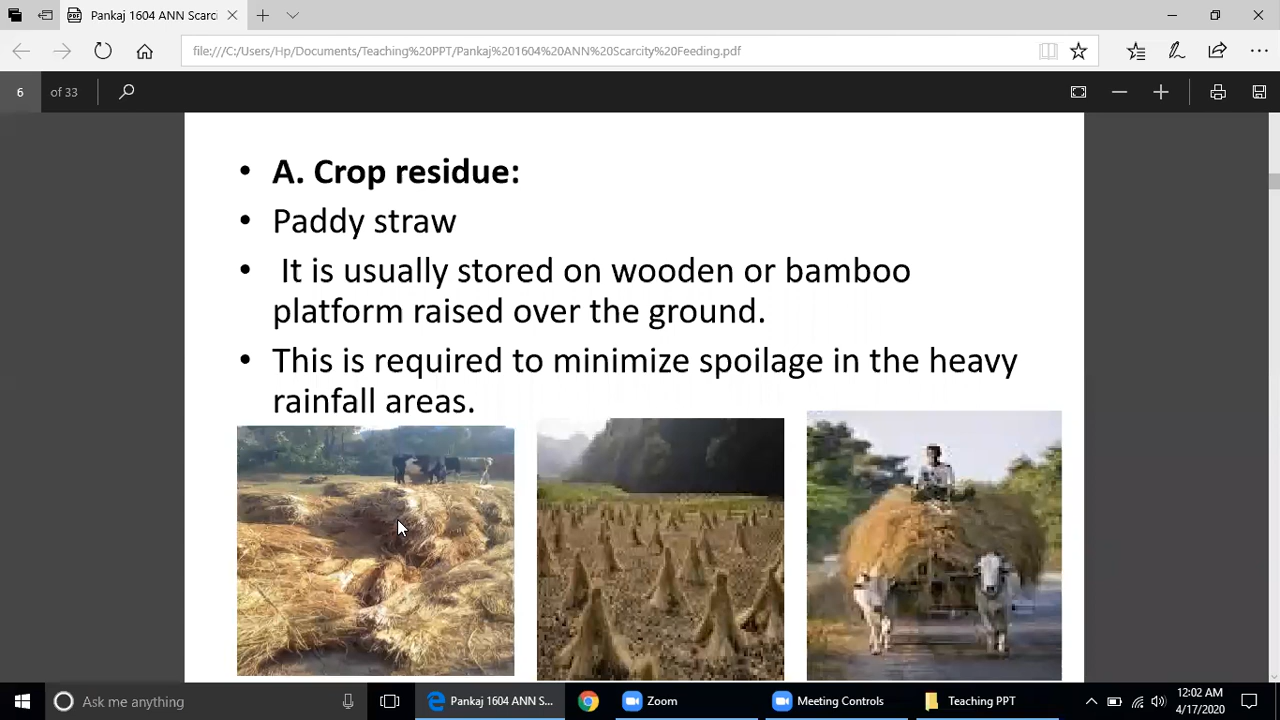 Pankaj 1604 ANN Scarci
file:///C:/Users/Hp/Documents/Teaching%20PPT/Pankaj%201604%20ANN%20Scarcity%20Feeding.pdf
6 of 33
• A. Crop residue:
• Paddy straw
• It is usually stored on wooden or bamboo
platform raised over the ground.
• This is required to minimize spoilage in the heavy
rainfall areas.
Ask me anything
Pankaj 1604 ANN S...
Zoom
Meeting Controls
Teaching PPT
12:02 AM
4/17/2020